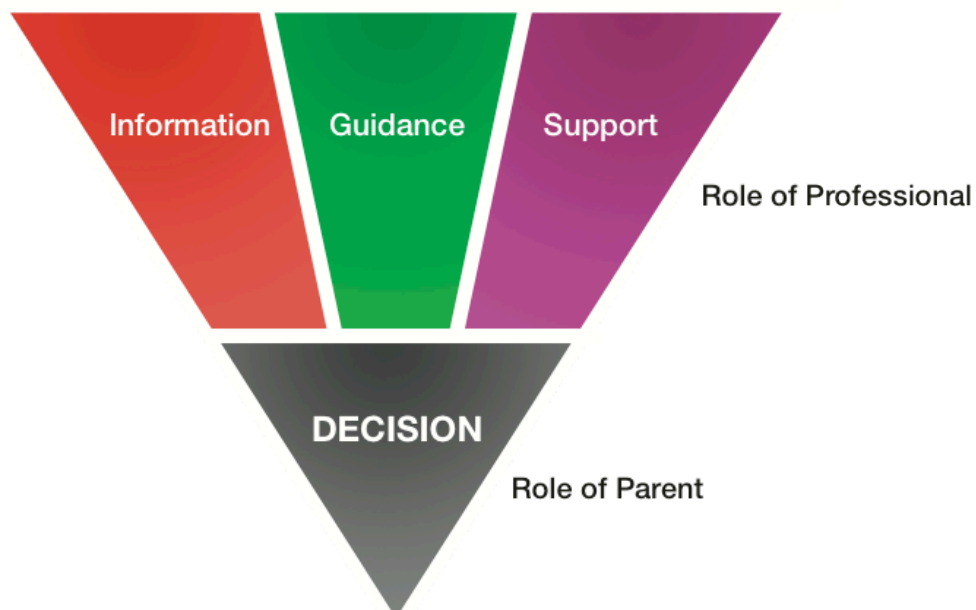 Information Guidance Support
Role of Professional
DECISION
Role of Parent